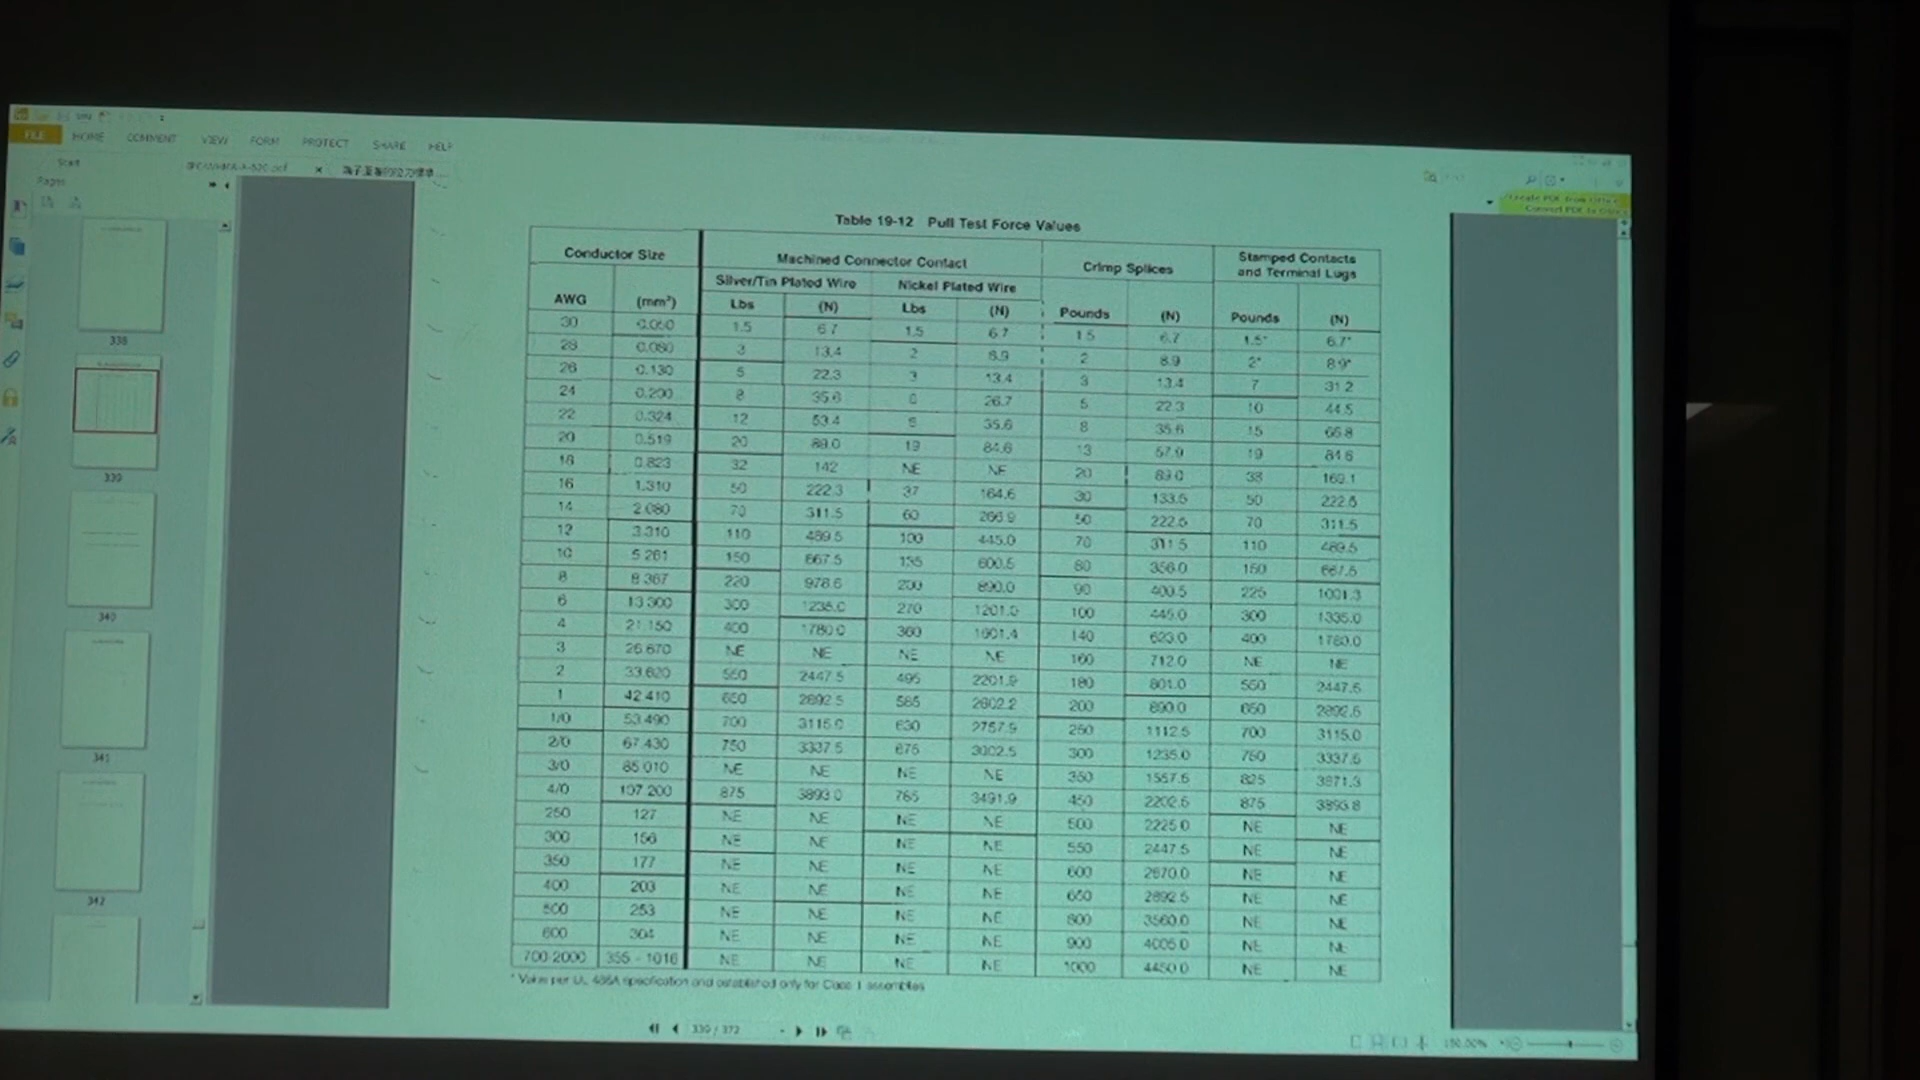 FILE HOME COMMENT VIEW FORM PROTECT SHARE HELP
Start
Pages
Table 19-12 Pull Test Force Values
Conductor Size Machined Connector Contact Crimp Splices Stamped Contacts and Terminal Lugs
Silver/Tin Plated Wire Nickel Plated Wire
AWG (mm²) Lbs (N) Lbs (N) Pounds (N) Pounds (N)
30 0.050 1.5 6.7 1.5 6.7 1.5 6.7 1.5* 6.7*
28 0.080 3 13.4 2 8.9 2 8.9 2* 8.9*
26 0.130 5 22.3 3 13.4 3 13.4 7 31.2
24 0.200 8 35.6 26.7 5 22.3 10 44.5
22 0.324 12 53.4 35.6 8 35.6 15 66.8
20 0.519 20 89.0 19 84.6 13 57.9 19 84.6
18 0.823 32 142 NE NE 20 89.0 38 169.1
16 1.310 50 222.3 37 164.6 30 133.5 50 222.5
14 2.080 70 311.5 60 266.9 50 222.5 70 311.5
12 3.310 110 489.5 100 445.0 70 311.5 110 489.5
10 5.261 150 667.5 135 600.5 80 356.0 150 667.5
8 8.367 220 978.6 200 890.0 90 400.5 225 1001.3
6 13.300 300 270 1201.0 100 445.0 300 1335.0
4 21.150 400 1780.0 360 1601.4 140 623.0 400 1780.0
3 26.670 NE NE NE NE 160 712.0 NE NE
2 33.620 550 2447.5 495 2201.9 180 801.0 550 2447.5
1 42.410 650 2892.5 585 2602.2 200 890.0 650 2892.5
1/0 53.490 700 3115.0 630 2757.9 250 1112.5 700 3115.0
2/0 67.430 750 3337.5 675 3002.5 300 1235.0 750 3337.5
3/0 85.010 NE NE NE NE 350 1557.5 825 3671.3
4/0 107.200 875 3893.0 785 3491.9 450 2202.5 875 3893.8
250 127 NE NE NE NE 500 2225.0 NE NE
300 156 NE NE NE NE 550 2447.5 NE NE
350 177 NE NE NE NE 600 2670.0 NE NE
400 203 NE NE NE NE 650 2892.5 NE NE
500 253 NE NE NE NE 800 3560.0 NE NE
600 304 NE NE NE NE 900 4005.0 NE NE
700-2000 355 - 1016 NE NE NE NE 1000 4450.0 NE NE
* Value per UL 486A specification and established only for Class 1 assemblies
338
339
340
341
342
339 / 372